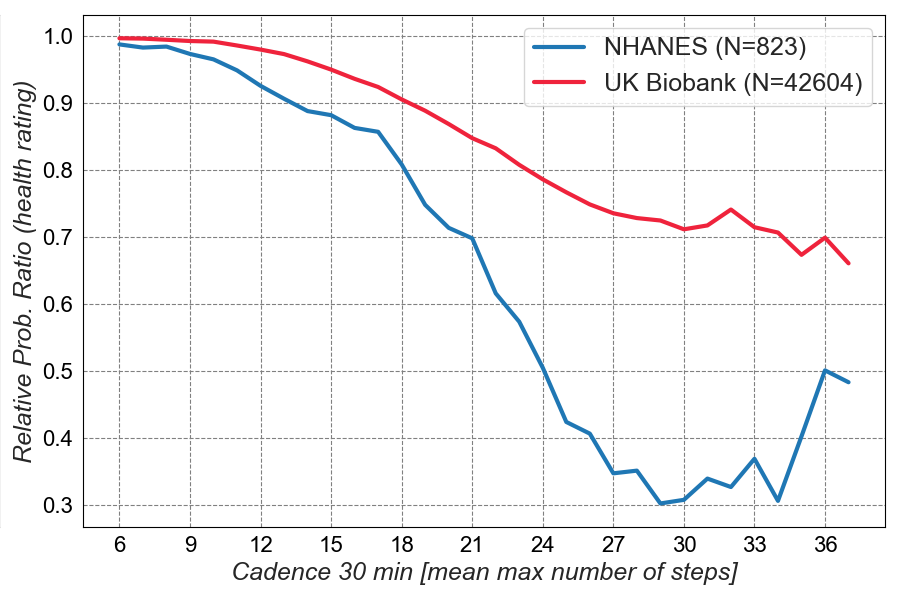 NHANES (N=823)
UK Biobank (N=42604)
Relative Prob. Ratio (health rating)
1.0
0.9
0.8
0.7
0.6
0.5
0.4
0.3
6 9 12 15 18 21 24 27 30 33 36
Cadence 30 min [mean max number of steps]